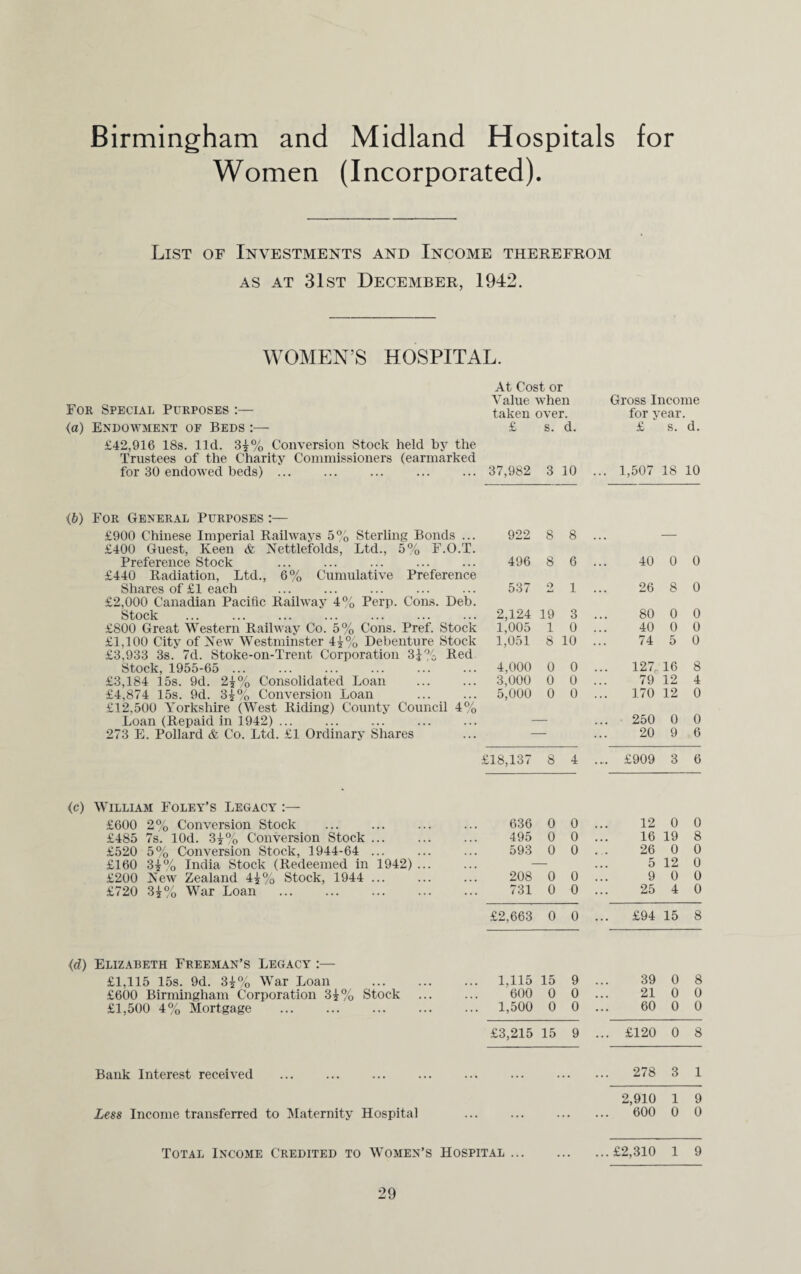 Birmingham and Midland Hospitals for
Women (Incorporated).
List of Investments and Income therefrom
as at 31st December, 1942.
WOMEN'S HOSPITAL.
At Cost or
Value when Gross Income
For Special Purposes :— taken over. for year.
(a) Endowment of Beds :— £ s. d. £ s. d.
£42,916 18s. 11d. 3½% Conversion Stock held by the
Trustees of the Charity Commissioners (earmarked
for 30 endowed beds) ... ... ... ... ... 37,982 3 10 ... 1,507 18 10
(b) For General Purposes :—
£900 Chinese Imperial Railways 5% Sterling Bonds ... 922 8 8 ... —
£400 Guest, Keen & Nettlefolds, Ltd., 5% F.O.T.
Preference Stock ... ... ... ... ... 496 8 6 ... 40 0 0
£440 Radiation, Ltd., 6% Cumulative Preference
Shares of £1 each ... ... ... ... ... 537 2 1 ... 26 8 0
£2,000 Canadian Pacific Railway 4% Perp. Cons. Deb.
Stock ... ... ... ... ... ... ... 2,124 19 3 ... 80 0 0
£800 Great Western Railway Co. 5% Cons. Pref. Stock 1,005 1 0 ... 40 0 0
£1,100 City of New Westminster 4½% Debenture Stock 1,051 8 10 ... 74 5 0
£3,933 3s. 7d. Stoke-on-Trent Corporation 3¼% Red
Stock, 1955-65 ... ... ... ... ... ... 4,000 0 0 ... 127 16 8
£3,184 15s. 9d. 2½% Consolidated Loan ... ... 3,000 0 0 ... 79 12 4
£4,874 15s. 9d. 3½% Conversion Loan ... ... 5,000 0 0 ... 170 12 0
£12,500 Yorkshire (West Riding) County Council 4%
Loan (Repaid in 1942) ... ... ... ... ... — ... 250 0 0
273 E. Pollard & Co. Ltd. £1 Ordinary Shares ... — ... 20 9 6
£18,137 8 4 ... £909 3 6
(c) William Foley's Legacy :—
£600 2% Conversion Stock ... ... ... ... 636 0 0 ... 12 0 0
£485 7s. 10d. 3½% Conversion Stock ... ... ... 495 0 0 ... 16 19 8
£520 5% Conversion Stock, 1944-64 ... ... ... 593 0 0 .. 26 0 0
£160 3½% India Stock (Redeemed in 1942) ... ... — ... 5 12 0
£200 New Zealand 4½% Stock, 1944 ... ... ... 208 0 0 ... 9 0 0
£720 3½% War Loan ... ... ... ... ... 731 0 0 ... 25 4 0
£2,663 0 0 ... £94 15 8
(d) Elizabeth Freeman's Legacy :—
£1,115 15s. 9d. 3½% War Loan ... ... ... 1,115 15 9 ... 39 0 8
£600 Birmingham Corporation 3½% Stock ... ... 600 0 0 ... 21 0 0
£1,500 4% Mortgage ... ... ... ... ... 1,500 0 0 ... 60 0 0
£3,215 15 9 ... £120 0 8
Bank Interest received ... ... ... ... ... ... ... ... 278 3 1
2,910 1 9
Less Income transferred to Maternity Hospital ... ... ... ... 600 0 0
Total Income Credited to Women's Hospital ... ... ... £2,310 1 9
29